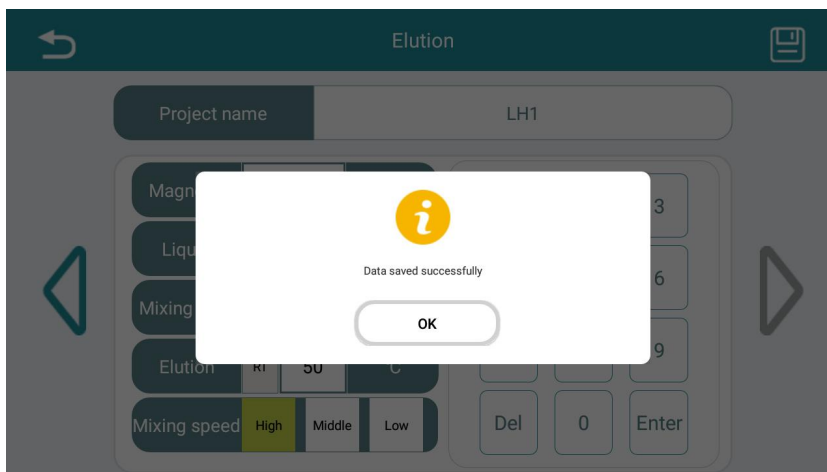 Elution
Project name LH1
Magn
3
Liqu
Data saved successfully
6
Mixing
OK
9
Elution RT 50 C
Mixing speed High Middle Low
Del 0 Enter